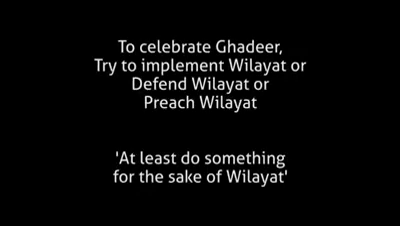 To celebrate Ghadeer,
Try to implement Wilayat or
Defend Wilayat or
Preach Wilayat
'At least do something
for the sake of Wilayat'